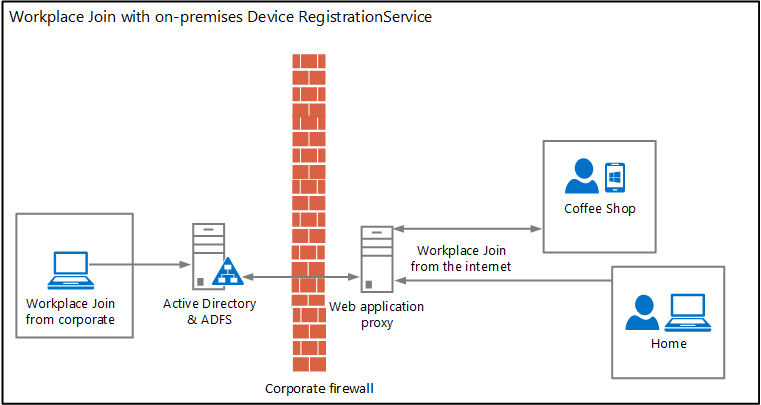 Workplace Join with on-premises Device RegistrationService
Coffee Shop
Workplace Join
from the internet
Workplace Join
from corporate
Active Directory
& ADFS
Web application
proxy
Home
Corporate firewall